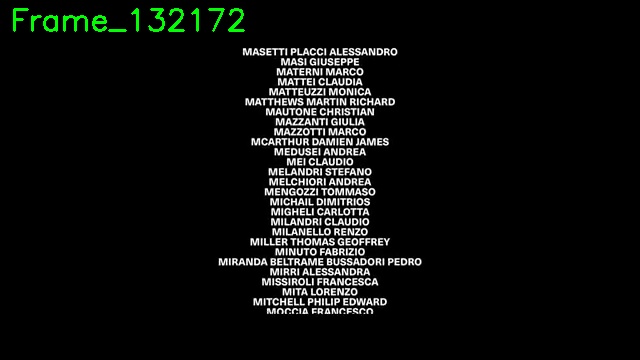 Frame_132172
MASETTI PLACCI ALESSANDRO
MASI GIUSEPPE
MATERNI MARCO
MATTEI CLAUDIA
MATTEUZZI MONICA
MATTHEWS MARTIN RICHARD
MAUTONE CHRISTIAN
MAZZANTI GIULIA
MAZZOTTI MARCO
MCARTHUR DAMIEN JAMES
MEDUSEI ANDREA
MEI CLAUDIO
MELANDRI STEFANO
MELCHIORI ANDREA
MENGOZZI TOMMASO
MICHAIL DIMITRIOS
MIGHELI CARLOTTA
MILANDRI CLAUDIO
MILANELLO RENZO
MILLER THOMAS GEOFFREY
MINUTO FABRIZIO
MIRANDA BELTRAME BUSSADORI PEDRO
MIRRI ALESSANDRA
MISSIROLI FRANCESCA
MITA LORENZO
MITCHELL PHILIP EDWARD
MOCCIA FRANCESCO